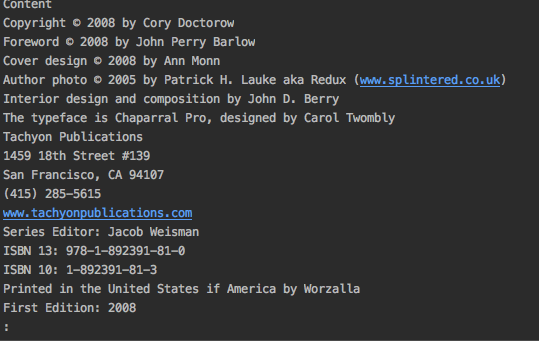 Content
Copyright © 2008 by Cory Doctorow
Foreword © 2008 by John Perry Barlow
Cover design © 2008 by Ann Monn
Author photo © 2005 by Patrick H. Lauke aka Redux (www.splintered.co.uk)
Interior design and composition by John D. Berry
The typeface is Chaparral Pro, designed by Carol Twombly
Tachyon Publications
1459 18th Street #139
San Francisco, CA 94107
(415) 285-5615
www.tachyonpublications.com
Series Editor: Jacob Weisman
ISBN 13: 978-1-892391-81-0
ISBN 10: 1-892391-81-3
Printed in the United States if America by Worzalla
First Edition: 2008
: